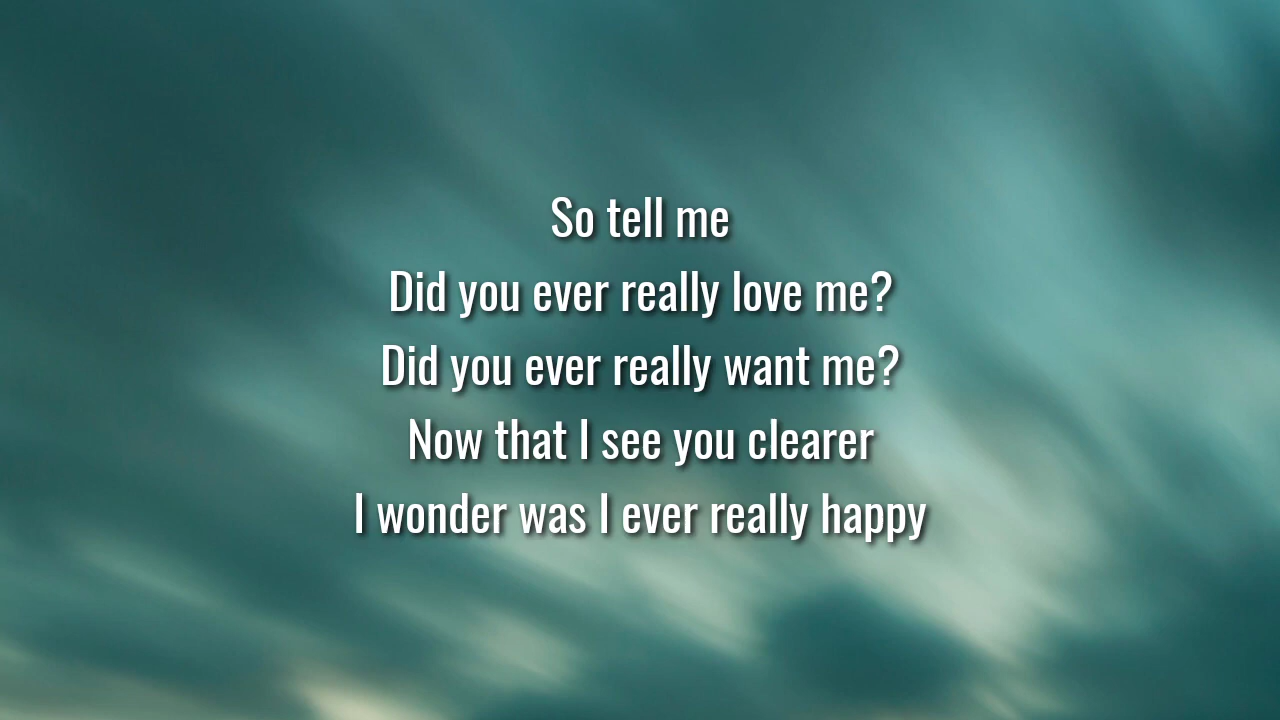 So tell me
Did you ever really love me?
Did you ever really want me?
Now that I see you clearer
I wonder was I ever really happy